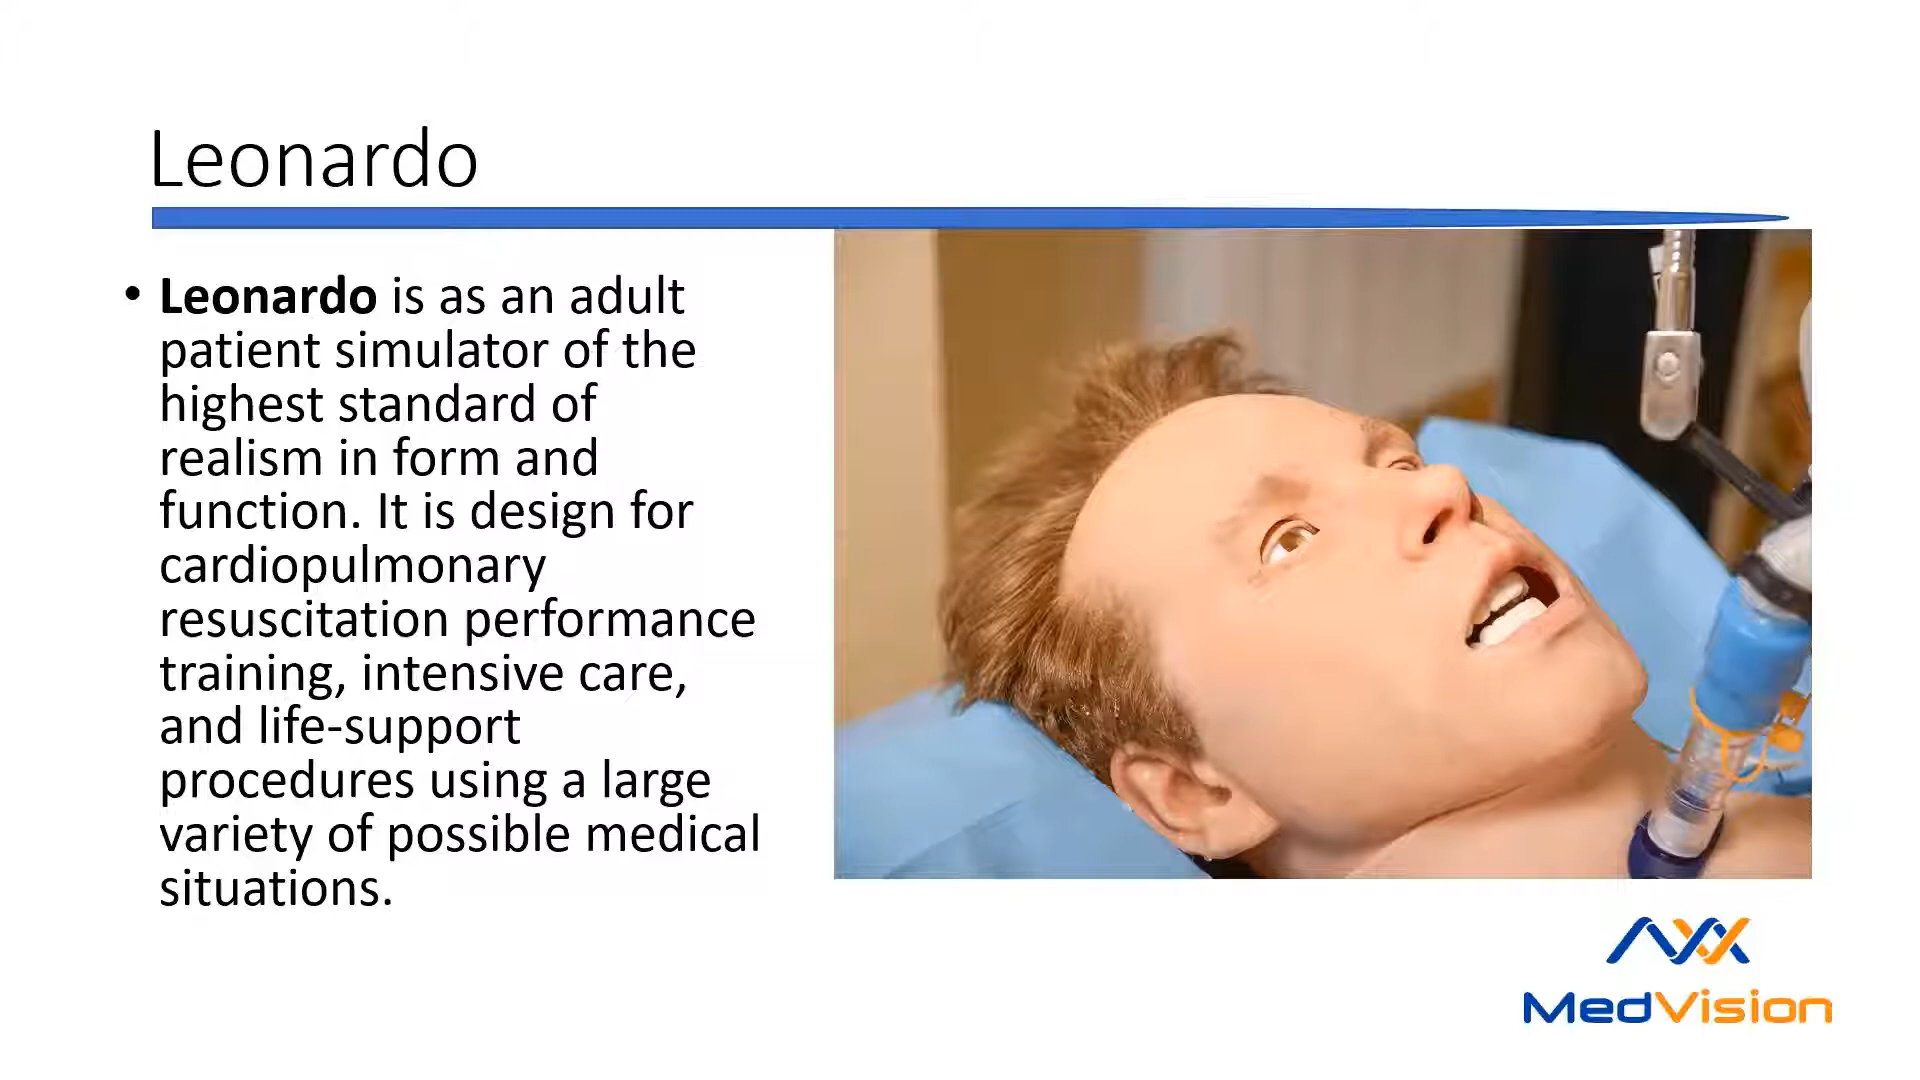 Leonardo
• Leonardo is as an adult
patient simulator of the
highest standard of
realism in form and
function. It is design for
cardiopulmonary
resuscitation performance
training, intensive care,
and life-support
procedures using a large
variety of possible medical
situations.
MedVision